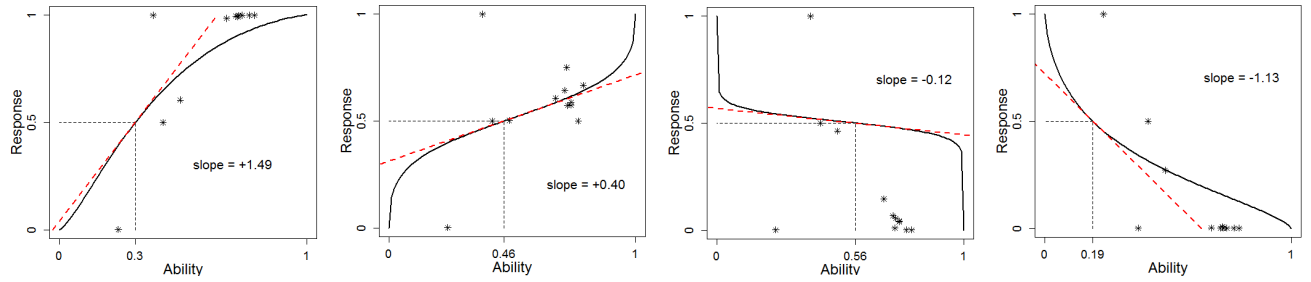 Response
1
0.5
0
slope = +1.49
0
0.3
1
Ability
Response
1
0.5
0
slope = +0.40
0
0.46
1
Ability
Response
1
0.5
0
slope = -0.12
0
0.56
1
Ability
Response
1
0.5
0
slope = -1.13
0
0.19
1
Ability